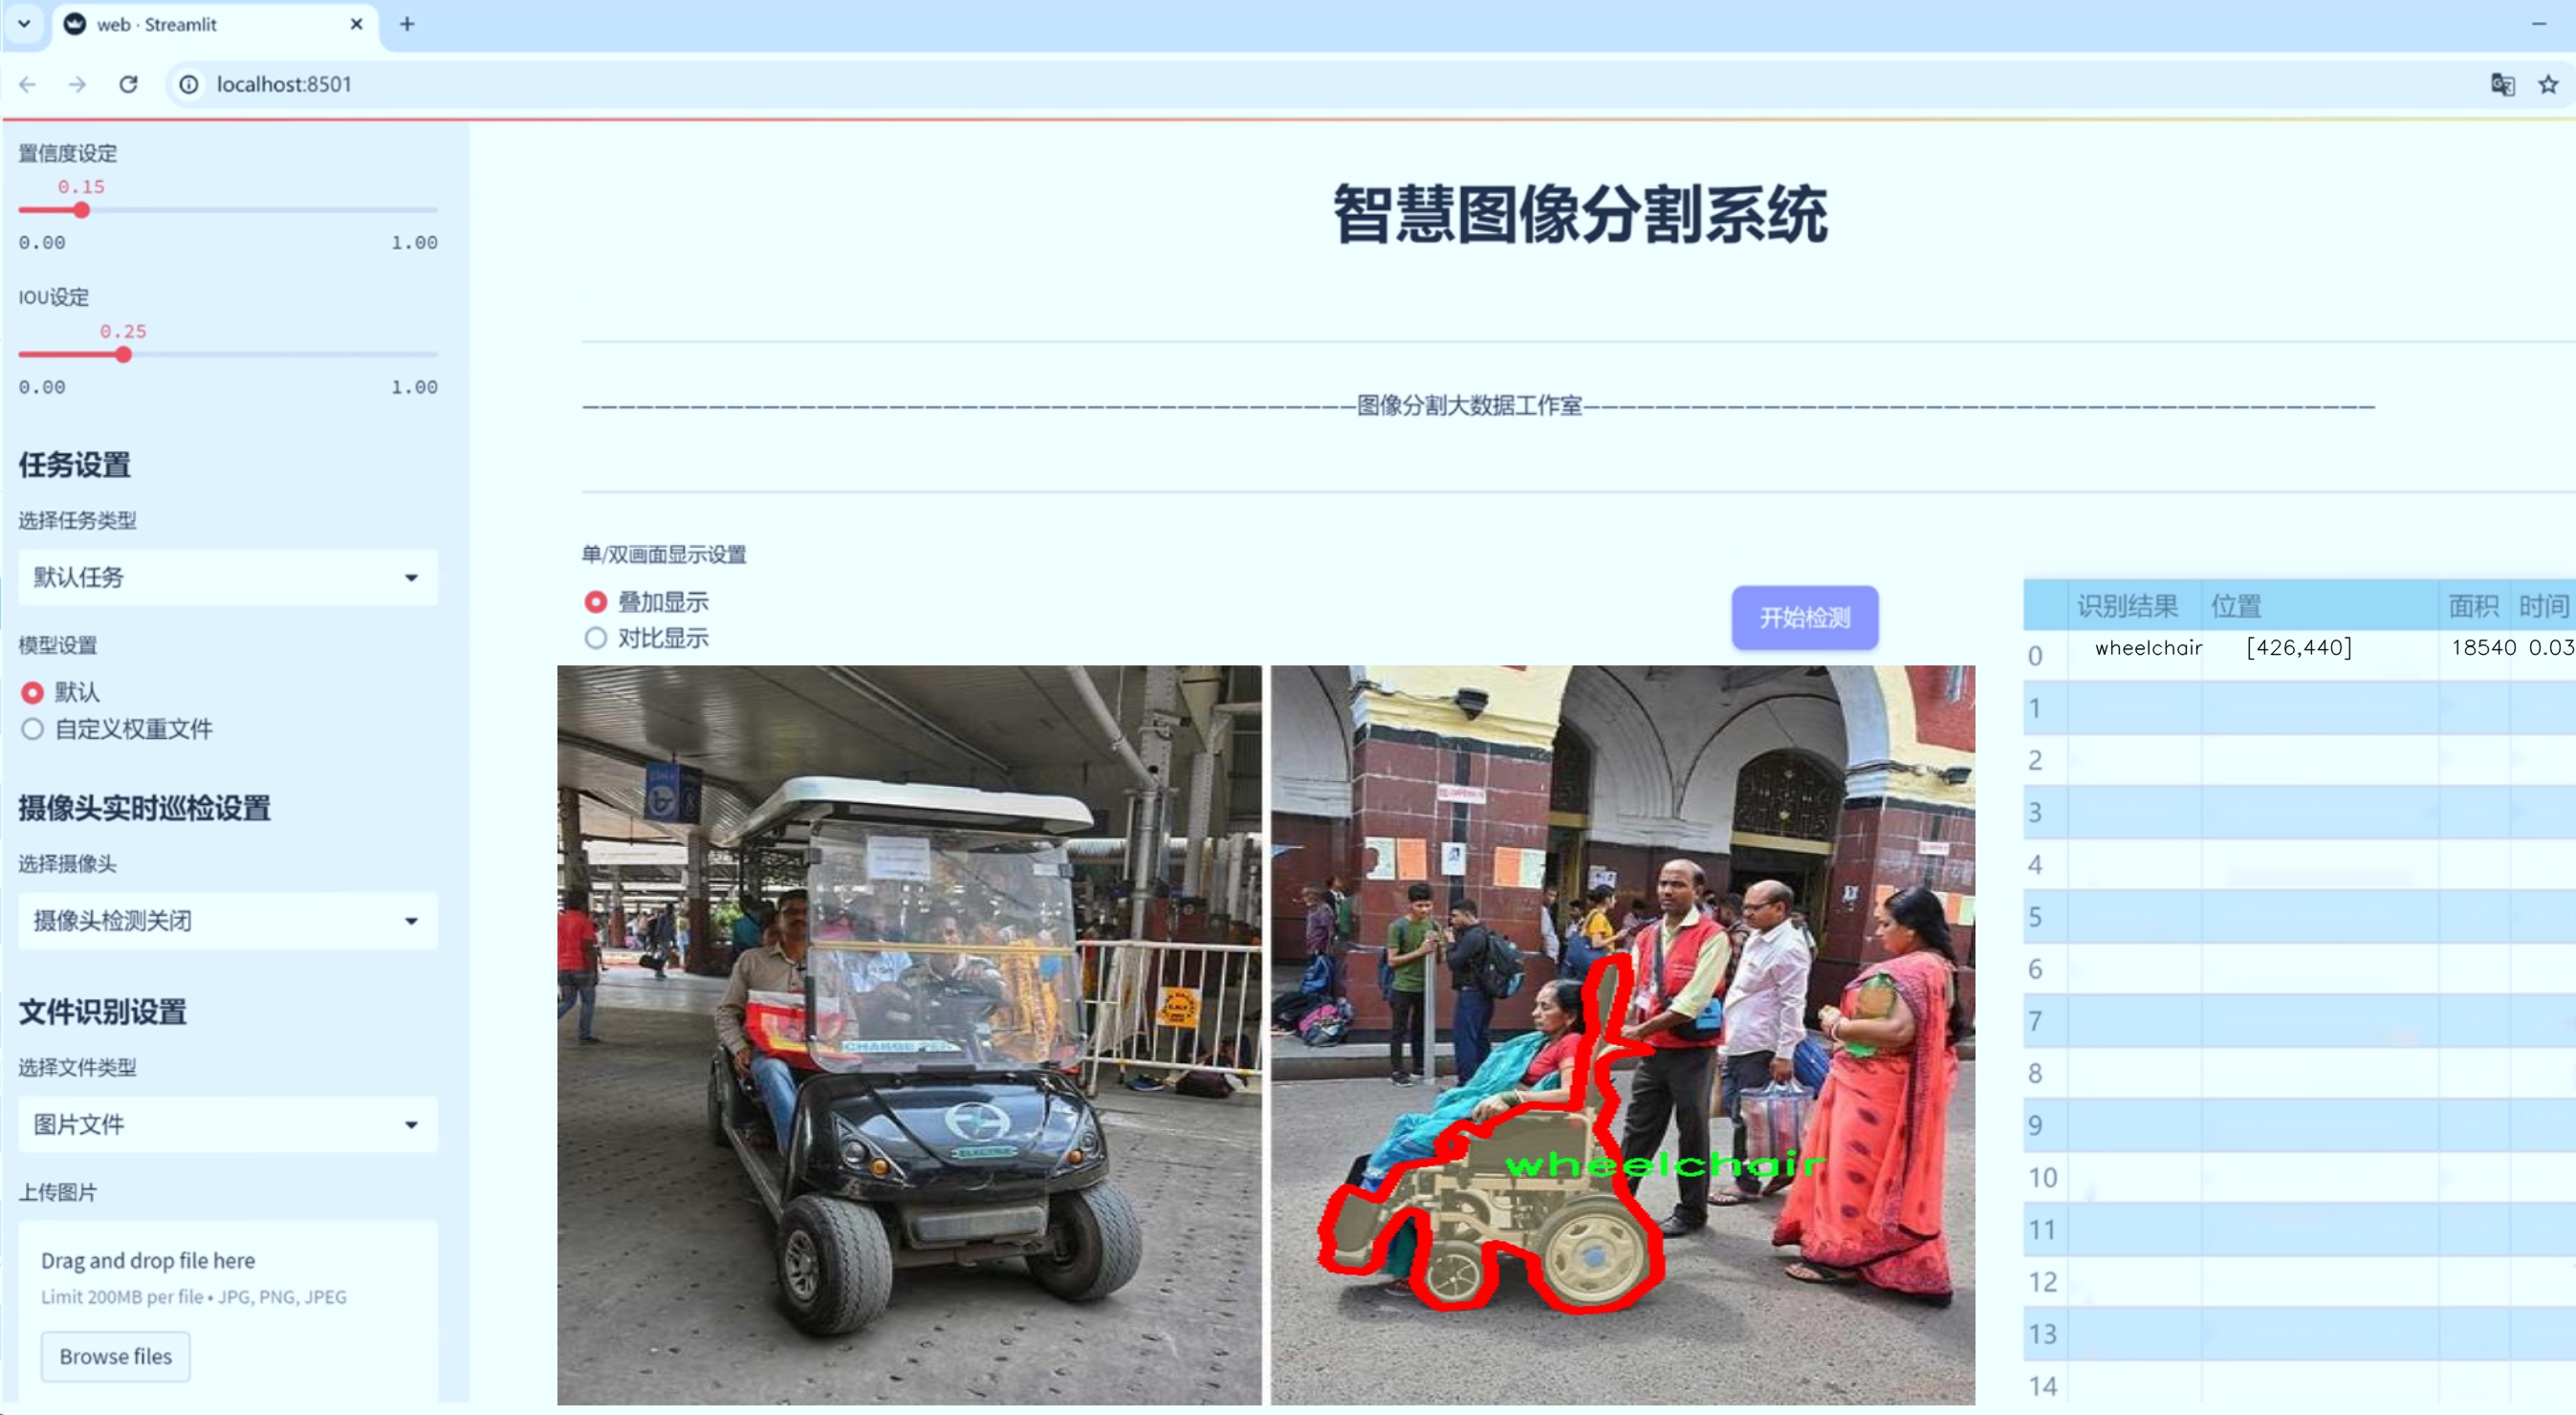 web · Streamlit
localhost:8501
置信度设定
0.15
0.00 1.00
IOU设定
0.25
0.00 1.00
任务设置
选择任务类型
默认任务
模型设置
默认
自定义权重文件
摄像头实时巡检设置
选择摄像头
摄像头检测关闭
文件识别设置
选择文件类型
图片文件
上传图片
Drag and drop file here
Limit 200MB per file • JPG, PNG, JPEG
Browse files
智慧图像分割系统
图像分割大数据工作室
单/双画面显示设置
叠加显示
对比显示
开始检测
ELECTRIA
wheelchair
识别结果 位置 面积 时间
0 wheelchair [426,440] 18540 0.03
1
2
3
4
5
6
7
8
9
10
11
12
13
14